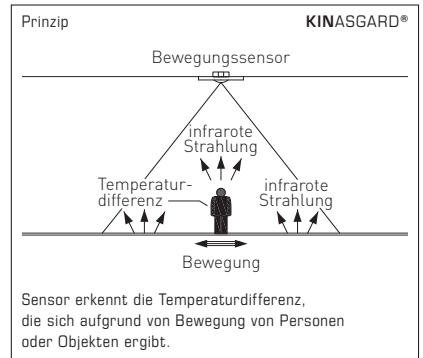 Prinzip KINASGARD®
Bewegungssensor
infrarote
Strahlung
Temperatur-
differenz
infrarote
Strahlung
Bewegung
Sensor erkennt die Temperaturdifferenz,
die sich aufgrund von Bewegung von Personen
oder Objekten ergibt.